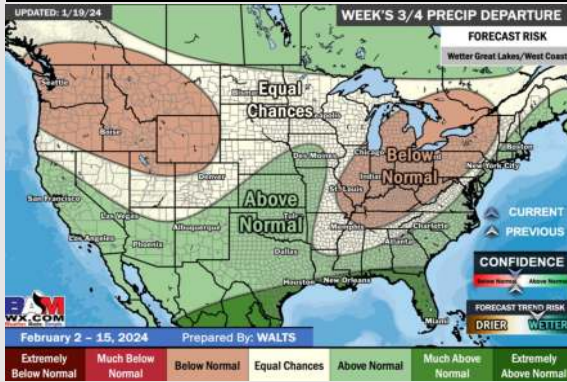 UPDATED: 1/19/24
WEEK'S 3/4 PRECIP DEPARTURE
FORECAST RISK
Wetter Great Lakes/West Coast
Seattle
Boise
Equal
Chances
Des Moines
Chicago
Below
Normal
Boston
New York City
San Francisco
Denver
St. Louis
Las Vegas
Above
Normal
Los Angeles
Phoenix
Albuquerque
Memphis
Charlotte
Atlanta
Dallas
Houston
New Orleans
Miami
CURRENT
PREVIOUS
CONFIDENCE
Below Normal
Above Normal
FORECAST TREND RISK
DRIER
WETTER
BAM
WX.COM
February 2 – 15, 2024
Prepared By: WALTS
Extremely
Below Normal
Much Below
Normal
Below Normal
Equal Chances
Above Normal
Much Above
Normal
Extremely
Above Normal